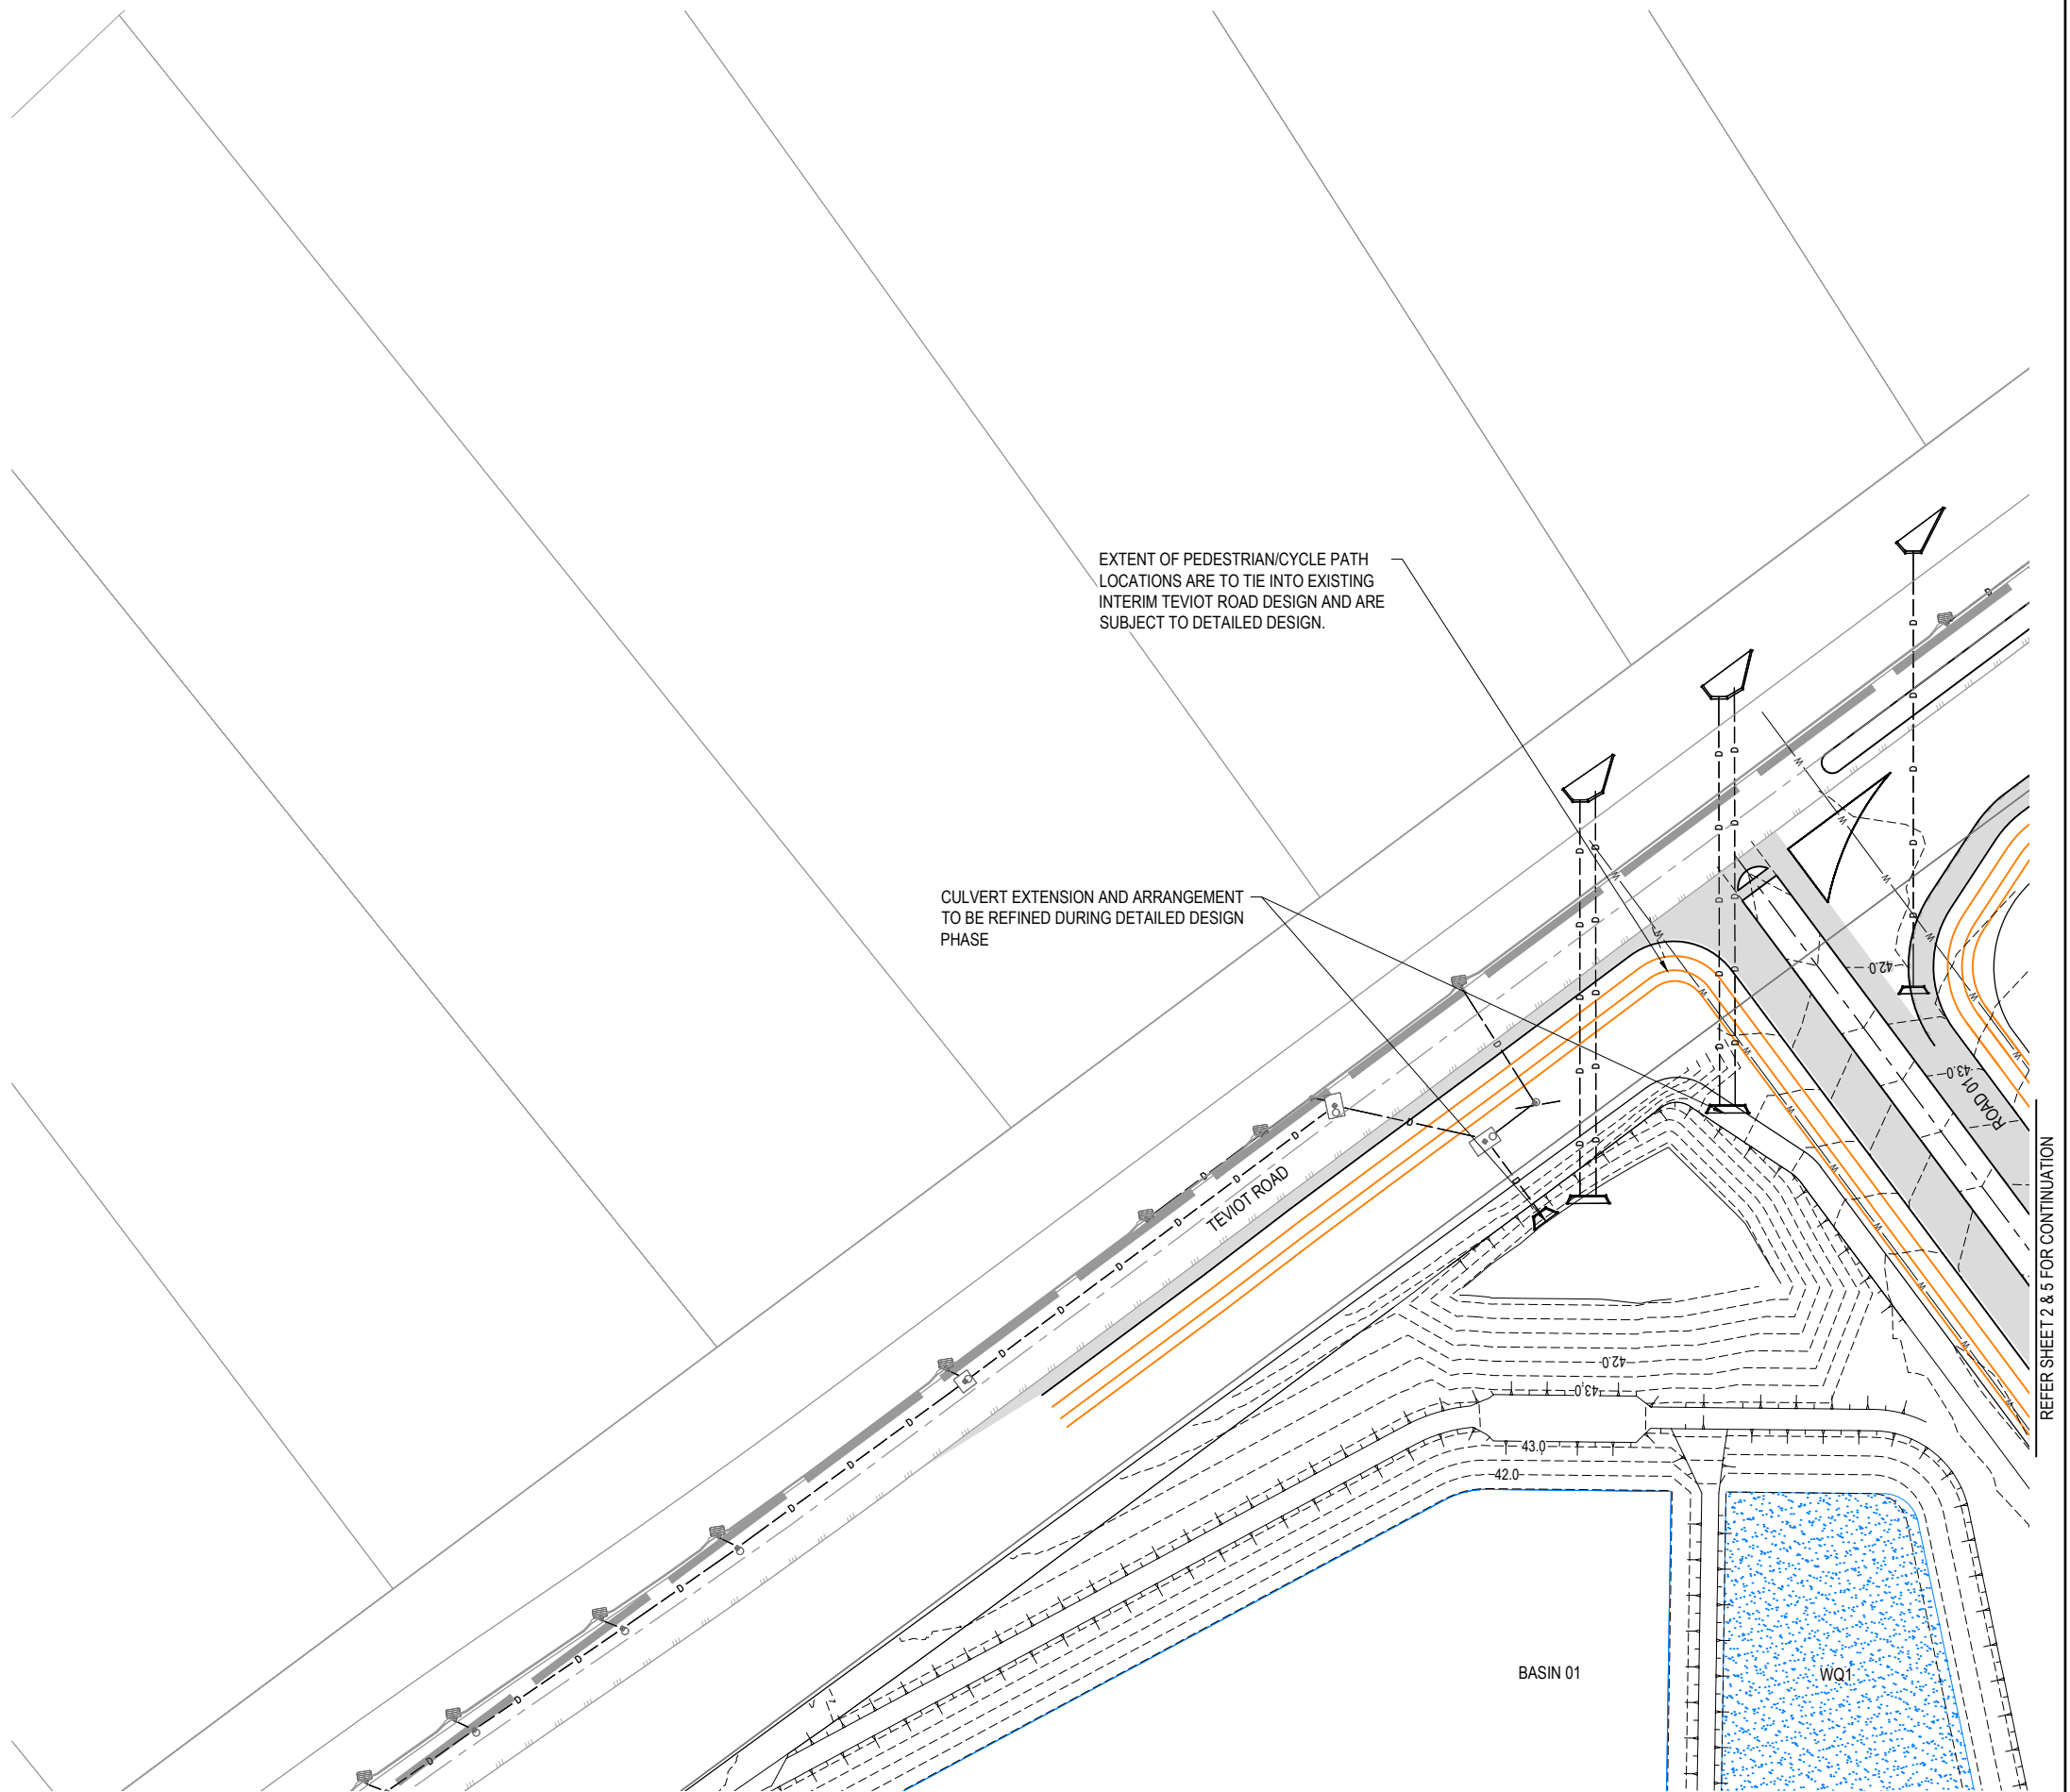 EXTENT OF PEDESTRIAN/CYCLE PATH
LOCATIONS ARE TO TIE INTO EXISTING
INTERIM TEVIOT ROAD DESIGN AND ARE
SUBJECT TO DETAILED DESIGN.
CULVERT EXTENSION AND ARRANGEMENT
TO BE REFINED DURING DETAILED DESIGN
PHASE
TEVIOT ROAD
ROAD 01
42.0
43.0
42.0
43.0
43.0
42.0
BASIN 01
WQ1
REFER SHEET 2 & 5 FOR CONTINUATION